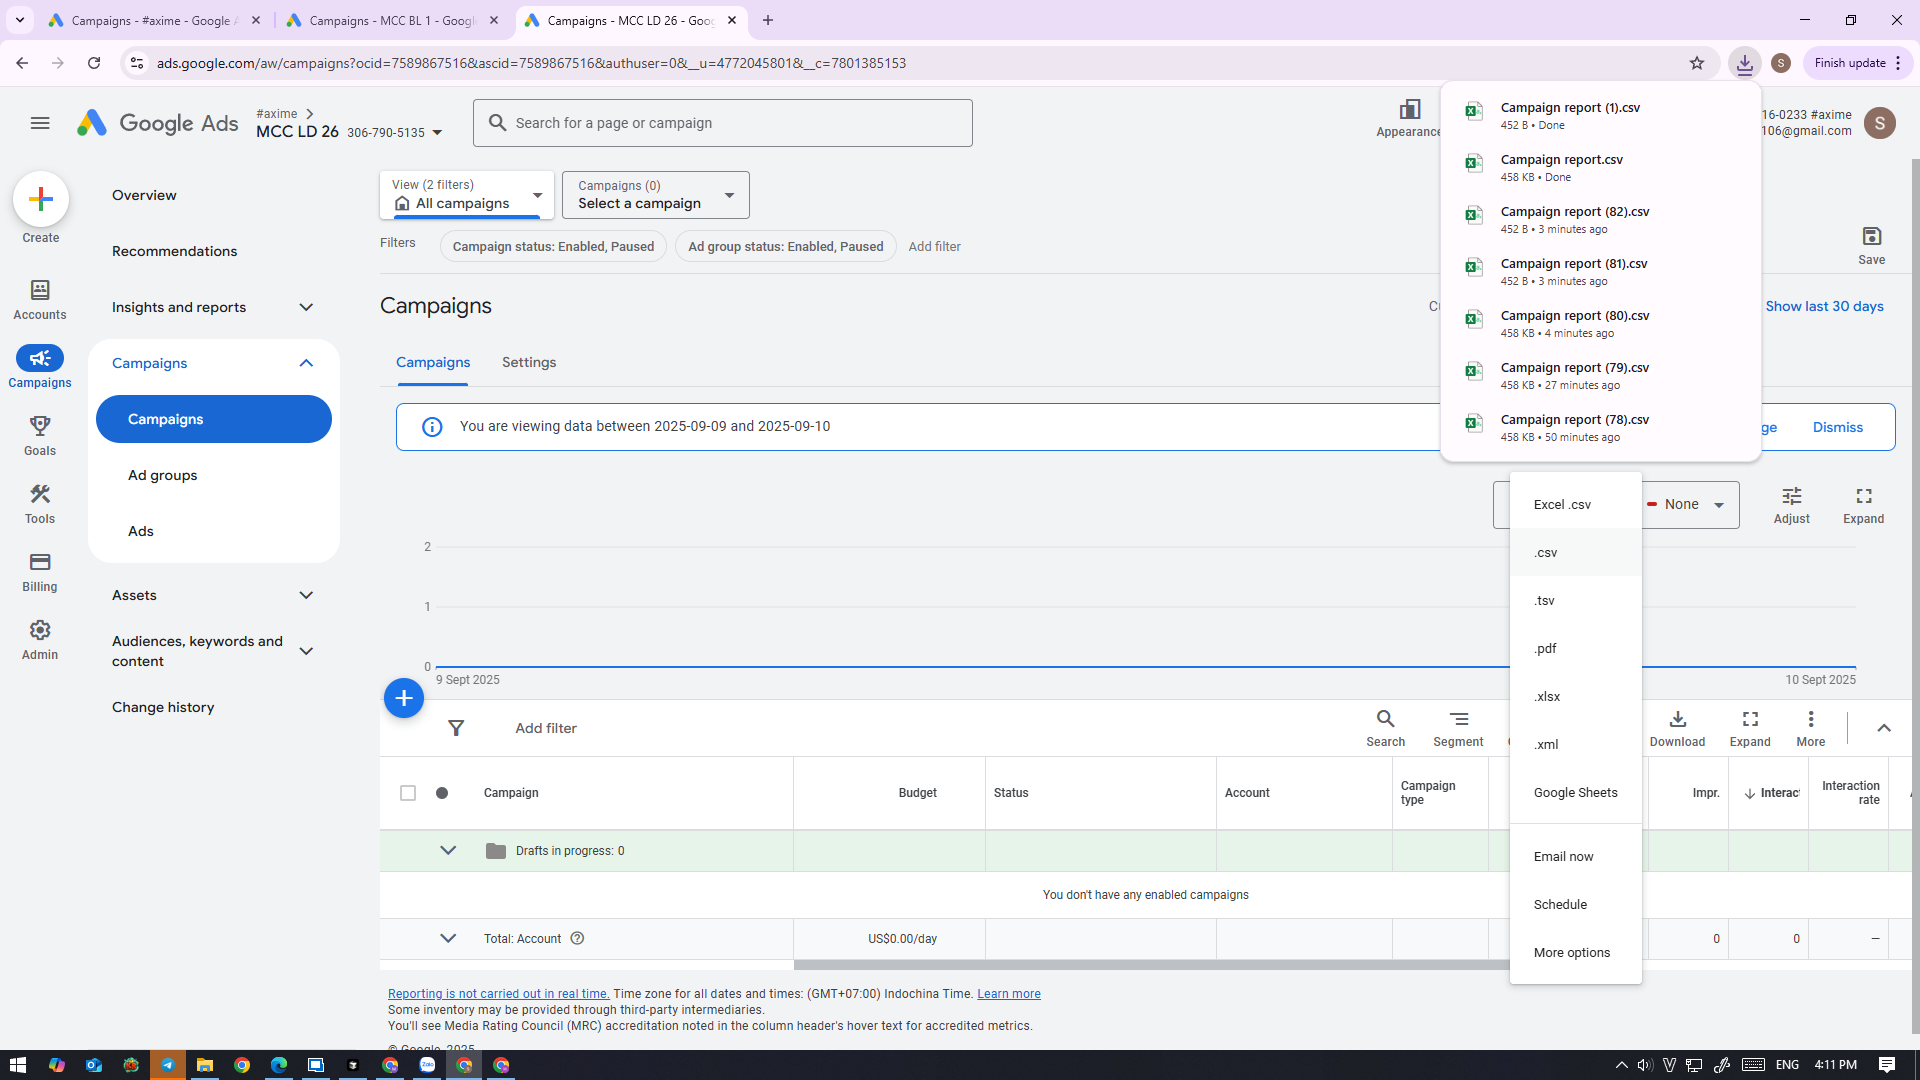 Campaigns - #axime - Google A
Campaigns - MCC BL 1 - Googl
Campaigns - MCC LD 26 - Goog
ads.google.com/aw/campaigns?ocid=7589867516&ascid=7589867516&authuser=0&__u=4772045801&__c=7801385153
S
Finish update
Google Ads
#axime
MCC LD 26 306-790-5135
Search for a page or campaign
Appearance
16-0233 #axime
106@gmail.com
S
Campaign report (1).csv
452 B • Done
Campaign report.csv
458 KB • Done
Campaign report (82).csv
452 B • 3 minutes ago
Campaign report (81).csv
452 B • 3 minutes ago
Campaign report (80).csv
458 KB • 4 minutes ago
Campaign report (79).csv
458 KB • 27 minutes ago
Campaign report (78).csv
458 KB • 50 minutes ago
Create
Accounts
Campaigns
Goals
Tools
Billing
Admin
Overview
Recommendations
Insights and reports
Campaigns
Campaigns
Ad groups
Ads
Assets
Audiences, keywords and
content
Change history
View (2 filters)
All campaigns
Campaigns (0)
Select a campaign
Filters
Campaign status: Enabled, Paused
Ad group status: Enabled, Paused
Add filter
Save
Campaigns
Show last 30 days
Campaigns
Settings
You are viewing data between 2025-09-09 and 2025-09-10
ge
Dismiss
None
Adjust
Expand
2
1
0
9 Sept 2025
10 Sept 2025
Excel .csv
.csv
.tsv
.pdf
.xlsx
.xml
Google Sheets
Email now
Schedule
More options
Add filter
Search
Segment
Download
Expand
More
Campaign
Budget
Status
Account
Campaign
type
Impr.
Interact
Interaction
rate
Drafts in progress: 0
You don't have any enabled campaigns
Total: Account
US$0.00/day
0
0
—
Reporting is not carried out in real time. Time zone for all dates and times: (GMT+07:00) Indochina Time. Learn more
Some inventory may be provided through third-party intermediaries.
You'll see Media Rating Council (MRC) accreditation noted in the column header's hover text for accredited metrics.
© Google, 2025
Zalo
ENG
4:11 PM